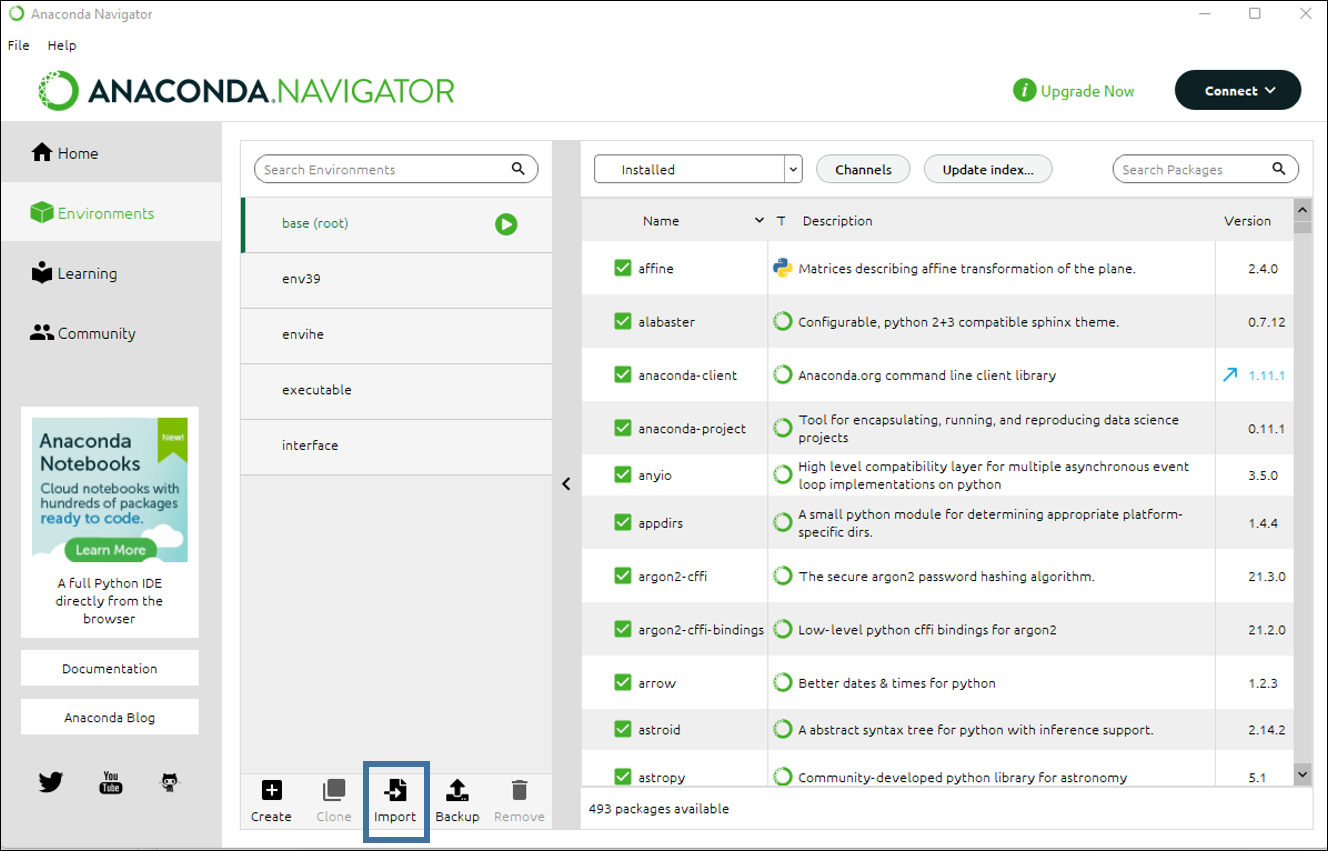 Anaconda Navigator
File Help
ANACONDA.NAVIGATOR
i Upgrade Now
Connect
Home
Environments
Learning
Community
Anaconda
Notebooks
New!
Cloud notebooks with
hundreds of packages
ready to code.
Learn More
A full Python IDE
directly from the
browser
Documentation
Anaconda Blog
You
Tube
Search Environments
base (root)
env39
envihe
executable
interface
Create Clone Import Backup Remove
Installed Channels Update index... Search Packages
Name T Description Version
affine Matrices describing affine transformation of the plane. 2.4.0
alabaster Configurable, python 2+3 compatible sphinx theme. 0.7.12
anaconda-client Anaconda.org command line client library 1.11.1
anaconda-project Tool for encapsulating, running, and reproducing data science
projects 0.11.1
anyio High level compatibility layer for multiple asynchronous event
loop implementations on python 3.5.0
appdirs A small python module for determining appropriate platform-
specific dirs. 1.4.4
argon2-cffi The secure argon2 password hashing algorithm. 21.3.0
argon2-cffi-bindings Low-level python cffi bindings for argon2 21.2.0
arrow Better dates & times for python 1.2.3
astroid A abstract syntax tree for python with inference support. 2.14.2
astropy Community-developed python library for astronomy 5.1
493 packages available